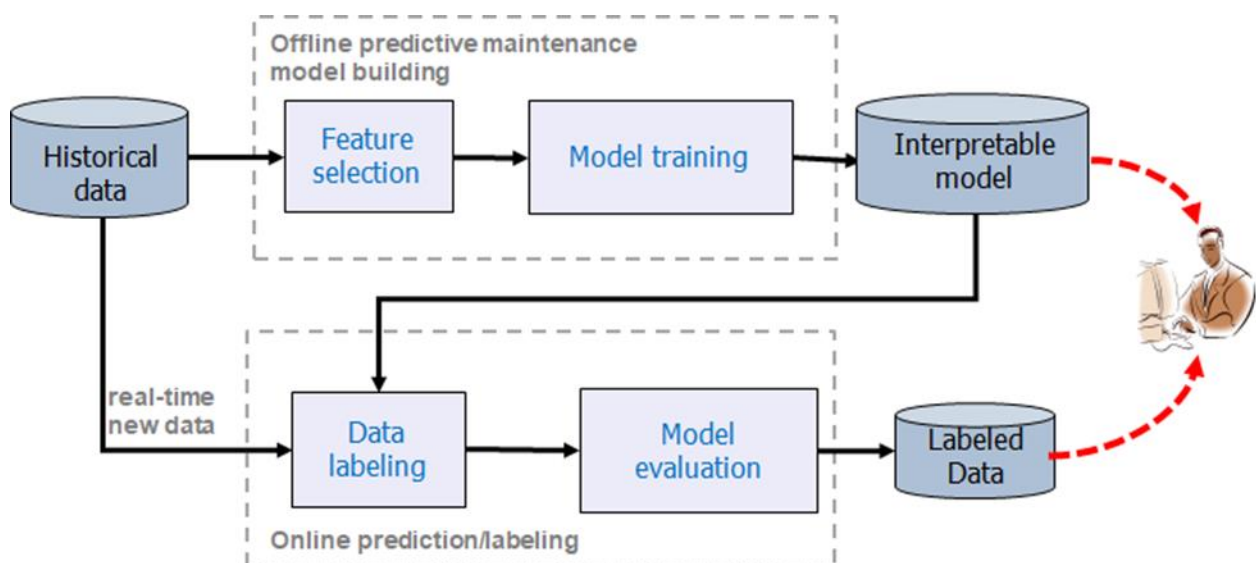 Offline predictive maintenance
model building
Historical
data
Feature
selection
Model training
Interpretable
model
real-time
new data
Data
labeling
Model
evaluation
Labeled
Data
Online prediction/labeling